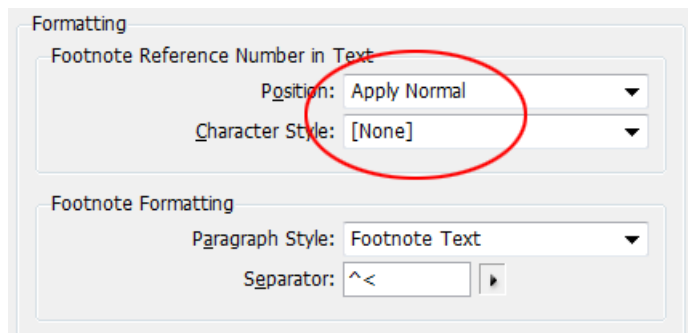 Formatting
Footnote Reference Number in Text
Position: Apply Normal
Character Style: [None]
Footnote Formatting
Paragraph Style: Footnote Text
Separator: ^<